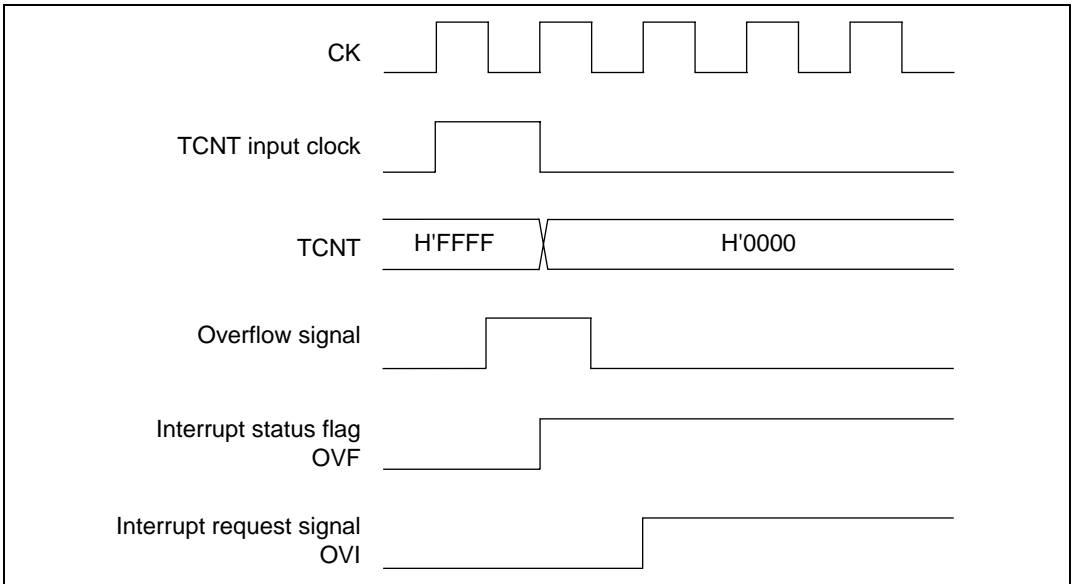 CK
TCNT input clock
TCNT
H'FFFF
H'0000
Overflow signal
Interrupt status flag
OVF
Interrupt request signal
OVI